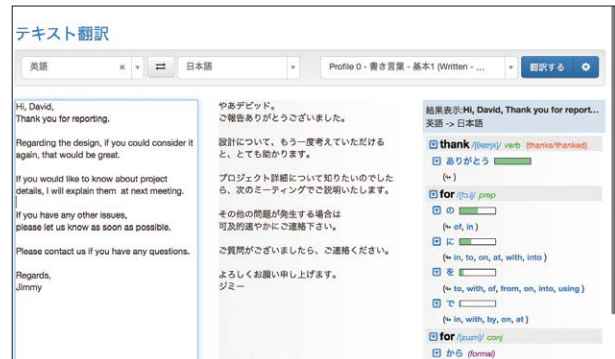 テキスト翻訳
英語 × 日本語 Profile 0 - 書き言葉 - 基本1 (Written - ... 翻訳する
Hi, David,
Thank you for reporting.
Regarding the design, if you could consider it
again, that would be great.
If you would like to know about project
details, I will explain them at next meeting.
If you have any other issues,
please let us know as soon as possible.
Please contact us if you have any questions.
Regards,
Jimmy
やあデビッド。
ご報告ありがとうございました。
設計について、もう一度考えていただける
と、とても助かります。
プロジェクト詳細について知りたいのでした
ら、次のミーティングでご説明いたします。
その他の問題が発生する場合は
可及的速やかにご連絡下さい。
ご質問がございましたら、ご連絡ください。
よろしくお願い申し上げます。
ジミー
結果表示:Hi, David, Thank you for report...
英語 -> 日本語
thank verb (thanks/thanked)
ありがとう
for prep
の
(↪ of, in )
に
(↪ in, to, on, at, with, into )
を
(↪ to, with, of, from, on, into, using )
で
(↪ in, with, by, on, at )
for conj
から (formal)